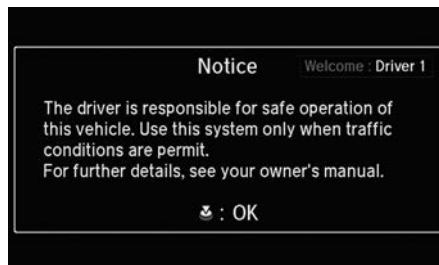 Notice
Welcome : Driver 1
The driver is responsible for safe operation of
this vehicle. Use this system only when traffic
conditions are permit.
For further details, see your owner's manual.
: OK